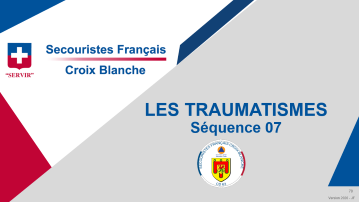 Secouristes Français
Croix Blanche
"SERVIR"
LES TRAUMATISMES
Séquence 07